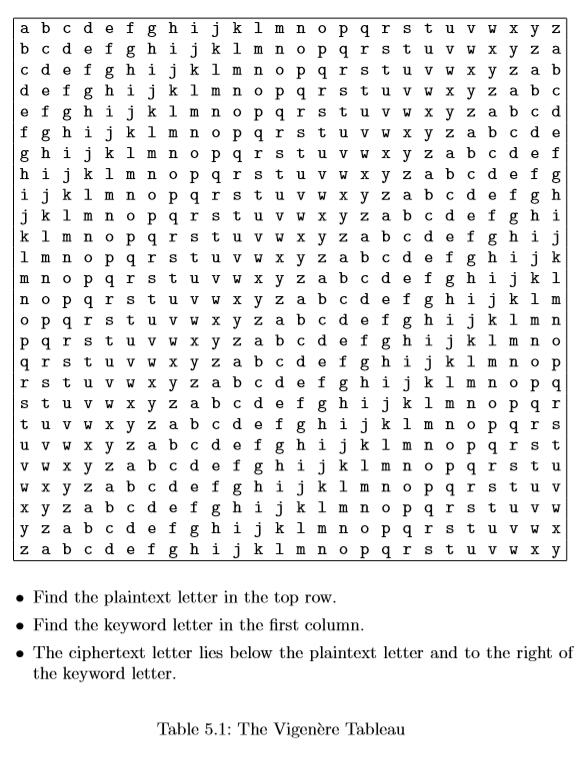 a b c d e f g h i j k l m n o p q r s t u v w x y z
b c d e f g h i j k l m n o p q r s t u v w x y z a
c d e f g h i j k l m n o p q r s t u v w x y z a b
d e f g h i j k l m n o p q r s t u v w x y z a b c
e f g h i j k l m n o p q r s t u v w x y z a b c d
f g h i j k l m n o p q r s t u v w x y z a b c d e
g h i j k l m n o p q r s t u v w x y z a b c d e f
h i j k l m n o p q r s t u v w x y z a b c d e f g
i j k l m n o p q r s t u v w x y z a b c d e f g h
j k l m n o p q r s t u v w x y z a b c d e f g h i
k l m n o p q r s t u v w x y z a b c d e f g h i j
l m n o p q r s t u v w x y z a b c d e f g h i j k
m n o p q r s t u v w x y z a b c d e f g h i j k l
n o p q r s t u v w x y z a b c d e f g h i j k l m
o p q r s t u v w x y z a b c d e f g h i j k l m n
p q r s t u v w x y z a b c d e f g h i j k l m n o
q r s t u v w x y z a b c d e f g h i j k l m n o p
r s t u v w x y z a b c d e f g h i j k l m n o p q
s t u v w x y z a b c d e f g h i j k l m n o p q r
t u v w x y z a b c d e f g h i j k l m n o p q r s
u v w x y z a b c d e f g h i j k l m n o p q r s t
v w x y z a b c d e f g h i j k l m n o p q r s t u
w x y z a b c d e f g h i j k l m n o p q r s t u v
x y z a b c d e f g h i j k l m n o p q r s t u v w
y z a b c d e f g h i j k l m n o p q r s t u v w x
z a b c d e f g h i j k l m n o p q r s t u v w x y
• Find the plaintext letter in the top row.
• Find the keyword letter in the first column.
• The ciphertext letter lies below the plaintext letter and to the right of
the keyword letter.
Table 5.1: The Vigenère Tableau